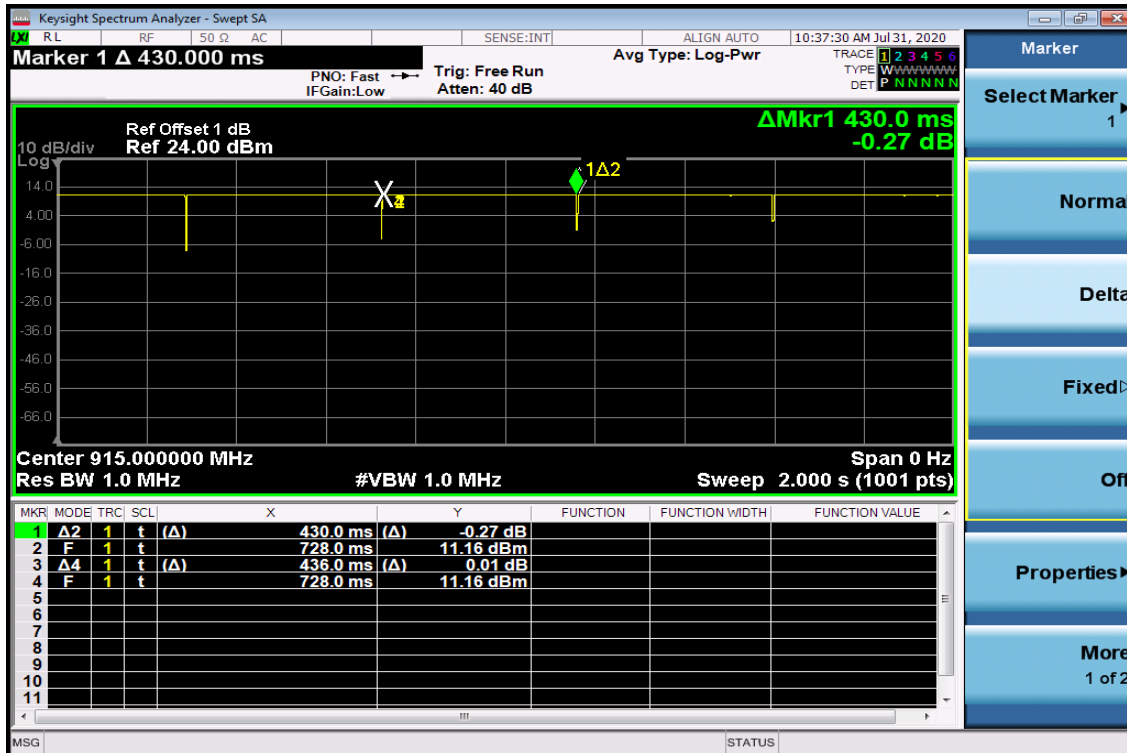 Keysight Spectrum Analyzer - Swept SA
LXI RL RF 50 Ω AC SENSE:INT ALIGN AUTO 10:37:30 AM Jul 31, 2020
Marker 1 Δ 430.000 ms
PNO: Fast
IFGain:Low
Trig: Free Run
Atten: 40 dB
Avg Type: Log-Pwr
TRACE 1 2 3 4 5 6
TYPE WWWWWWW
DET P N N N N N
ΔMkr1 430.0 ms
-0.27 dB
Ref Offset 1 dB
10 dB/div Ref 24.00 dBm
Log
14.0
4.00
-6.00
-16.0
-26.0
-36.0
-46.0
-56.0
-66.0
1Δ2
Center 915.000000 MHz Span 0 Hz
Res BW 1.0 MHz #VBW 1.0 MHz Sweep 2.000 s (1001 pts)
MKR MODE TRC SCL X Y FUNCTION FUNCTION WIDTH FUNCTION VALUE
1 Δ2 1 t (Δ) 430.0 ms (Δ) -0.27 dB
2 F 1 t 728.0 ms 11.16 dBm
3 Δ4 1 t (Δ) 436.0 ms (Δ) 0.01 dB
4 F 1 t 728.0 ms 11.16 dBm
5
6
7
8
9
10
11
MSG STATUS
Marker
Select Marker
1
Normal
Delta
Fixed
Off
Properties
More
1 of 2